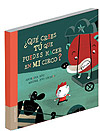 ¿QUÉ CREES
TÚ QUE
PUEDES HACER
EN MI CIRCO?